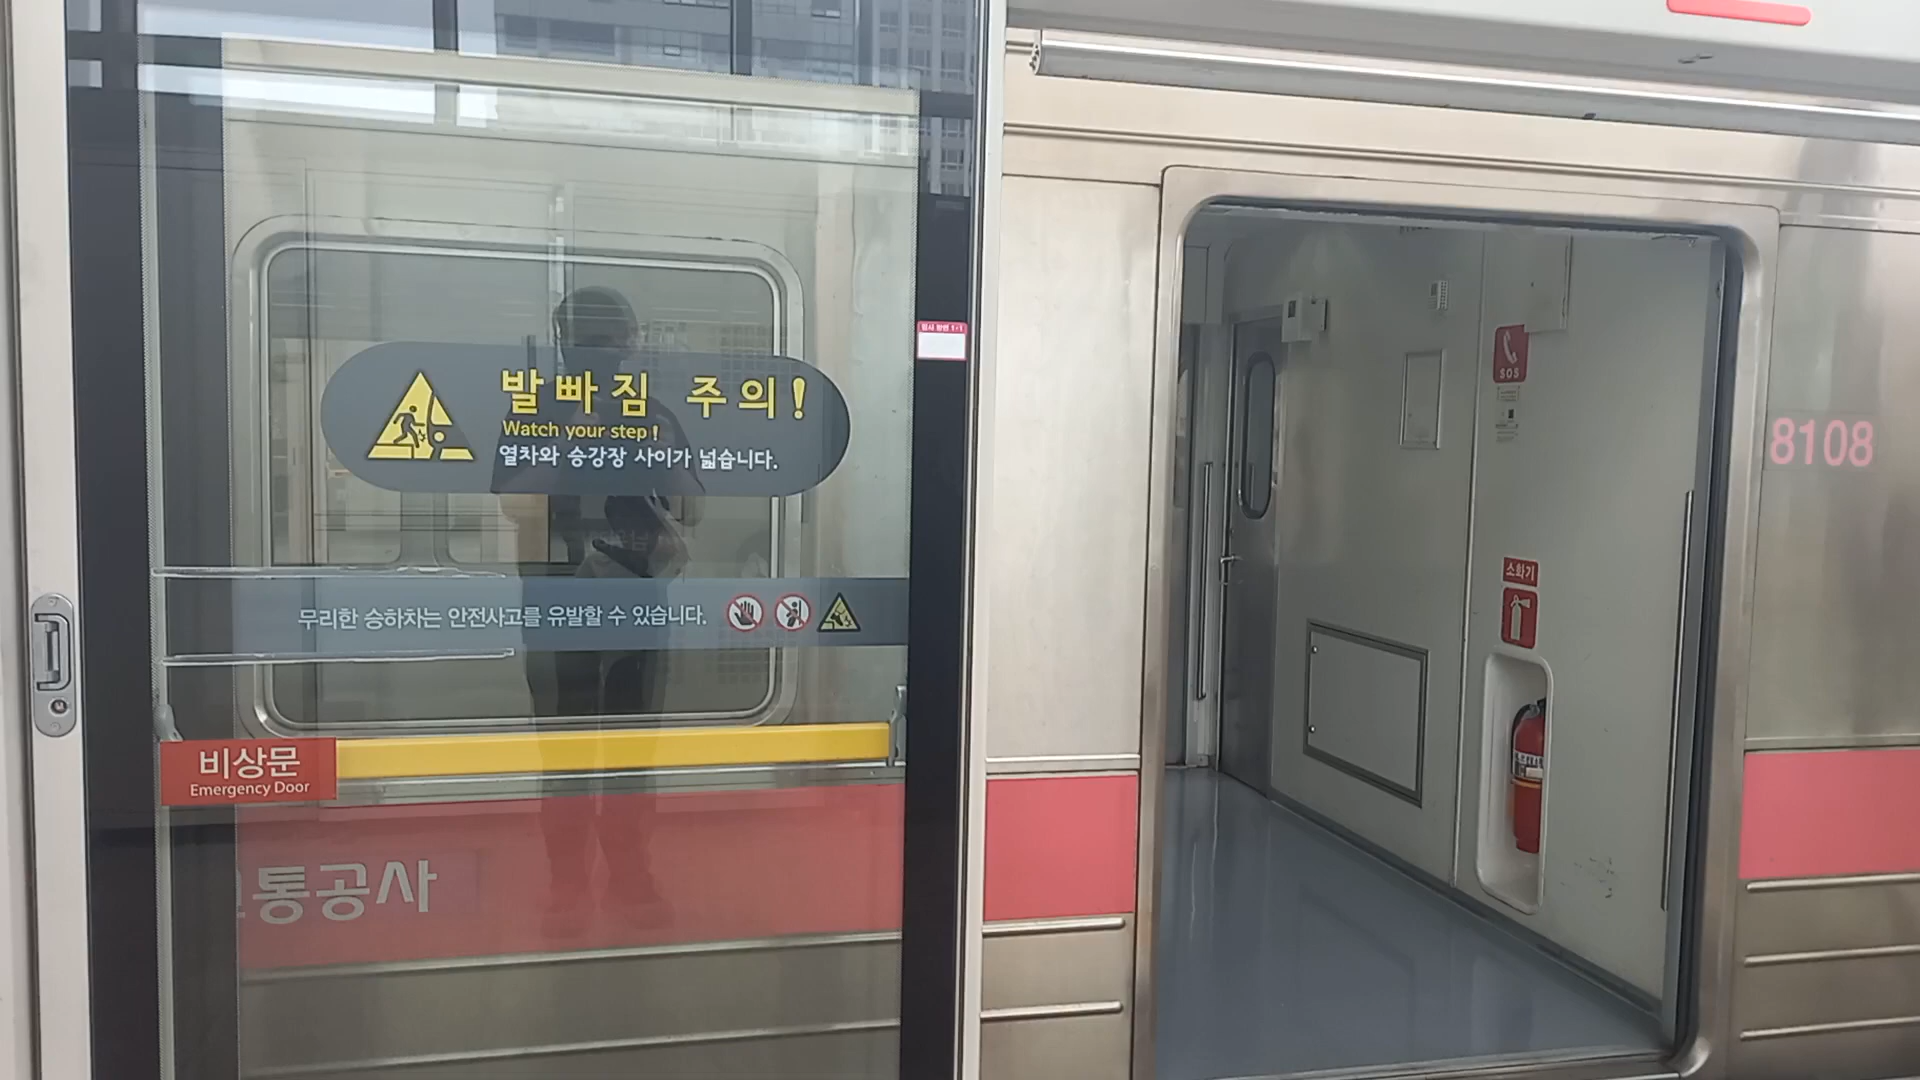 발빠짐 주의!
Watch your step!
열차와 승강장 사이가 넓습니다.
무리한 승하차는 안전사고를 유발할 수 있습니다.
비상문
Emergency Door
통공사
SOS
소화기
8108